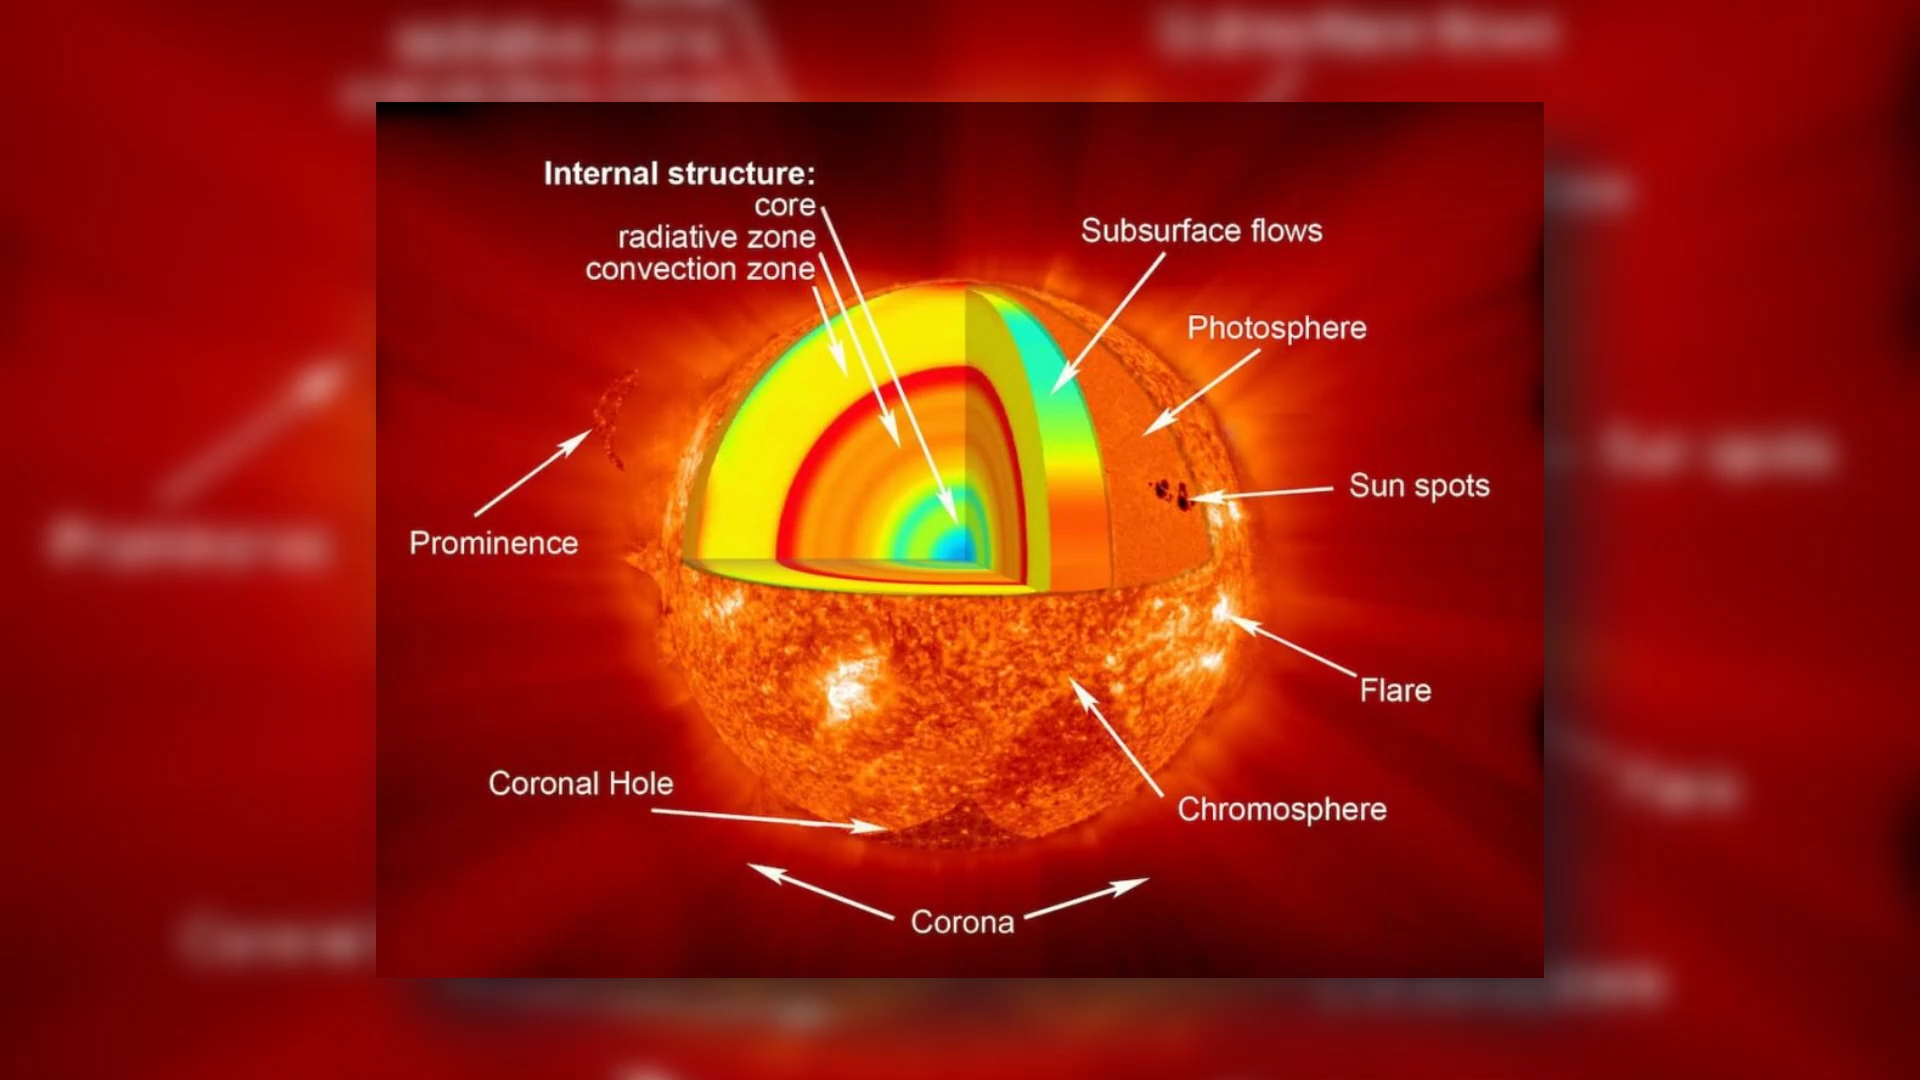 Internal structure:
core
radiative zone
convection zone
Subsurface flows
Photosphere
Sun spots
Prominence
Flare
Coronal Hole
Chromosphere
Corona